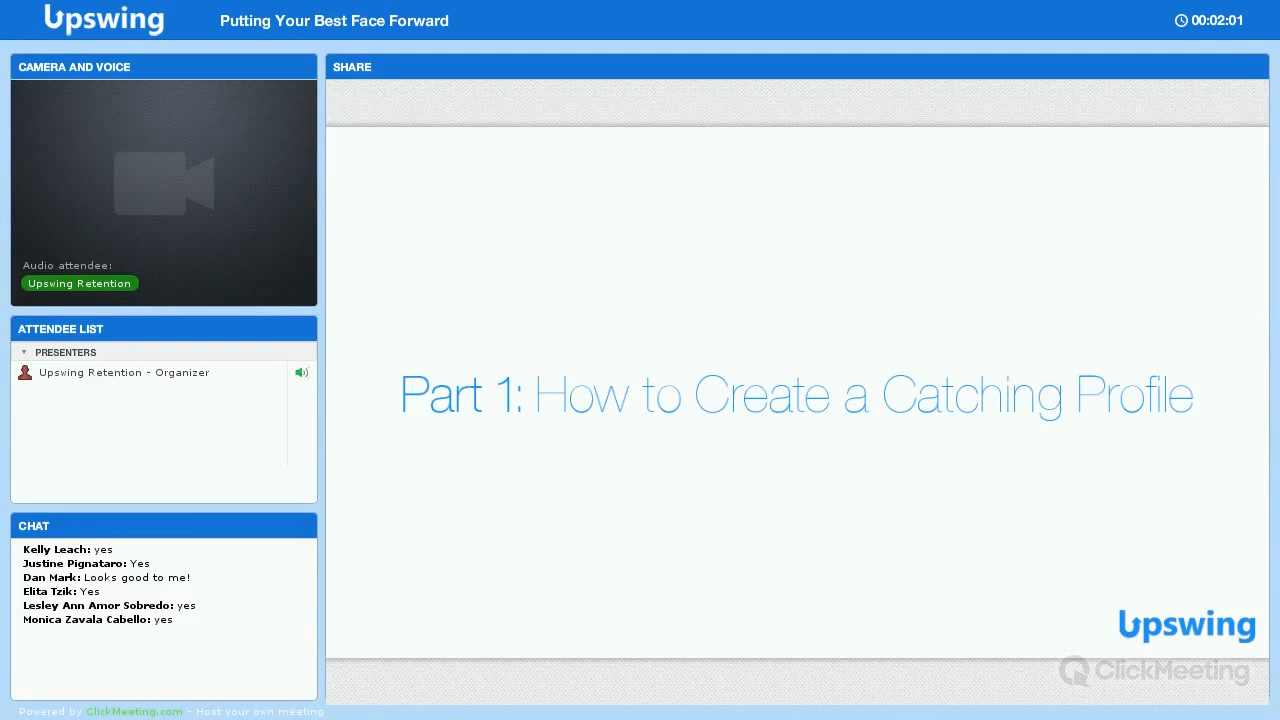 Upswing
Putting Your Best Face Forward
00:02:01
CAMERA AND VOICE
Audio attendee:
Upswing Retention
ATTENDEE LIST
PRESENTERS
Upswing Retention - Organizer
CHAT
Kelly Leach: yes
Justine Pignataro: Yes
Dan Mark: Looks good to me!
Elita Tzik: Yes
Lesley Ann Amor Sobredo: yes
Monica Zavala Cabello: yes
SHARE
Part 1: How to Create a Catching Profile
Upswing
ClickMeeting
Powered by ClickMeeting.com - Host your own meeting